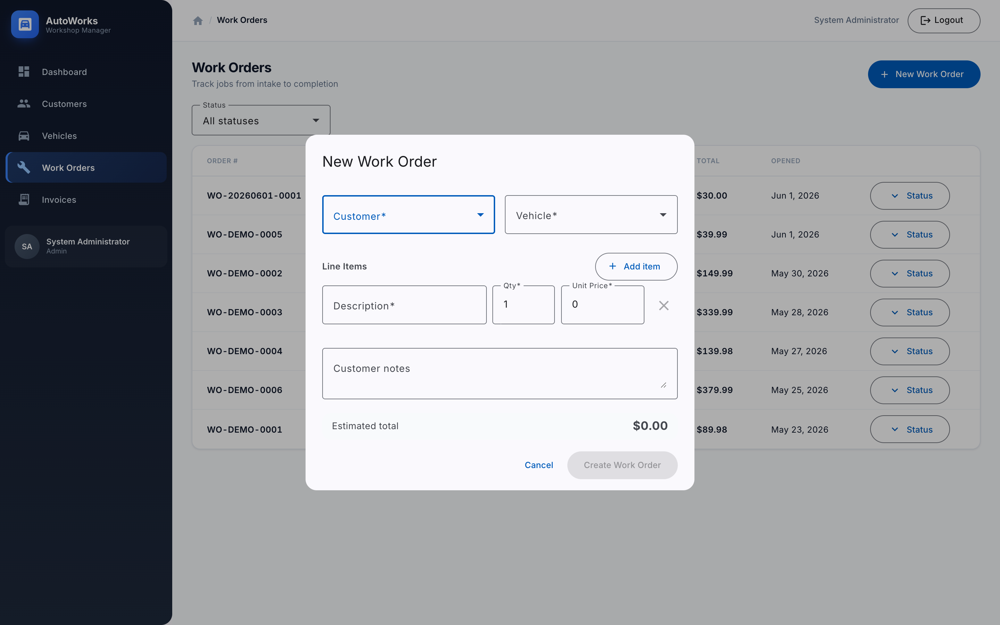 AutoWorks
Workshop Manager
Dashboard
Customers
Vehicles
Work Orders
Invoices
SA
System Administrator
Admin
/ Work Orders
System Administrator
Logout
Work Orders
Track jobs from intake to completion
+ New Work Order
Status
All statuses
ORDER #
TOTAL
OPENED
WO-20260601-0001
$30.00
Jun 1, 2026
Status
WO-DEMO-0005
$39.99
Jun 1, 2026
Status
WO-DEMO-0002
$149.99
May 30, 2026
Status
WO-DEMO-0003
$339.99
May 28, 2026
Status
WO-DEMO-0004
$139.98
May 27, 2026
Status
WO-DEMO-0006
$379.99
May 25, 2026
Status
WO-DEMO-0001
$89.98
May 23, 2026
Status
New Work Order
Customer*
Vehicle*
Line Items
+ Add item
Description*
Qty*
1
Unit Price*
0
Customer notes
Estimated total
$0.00
Cancel
Create Work Order